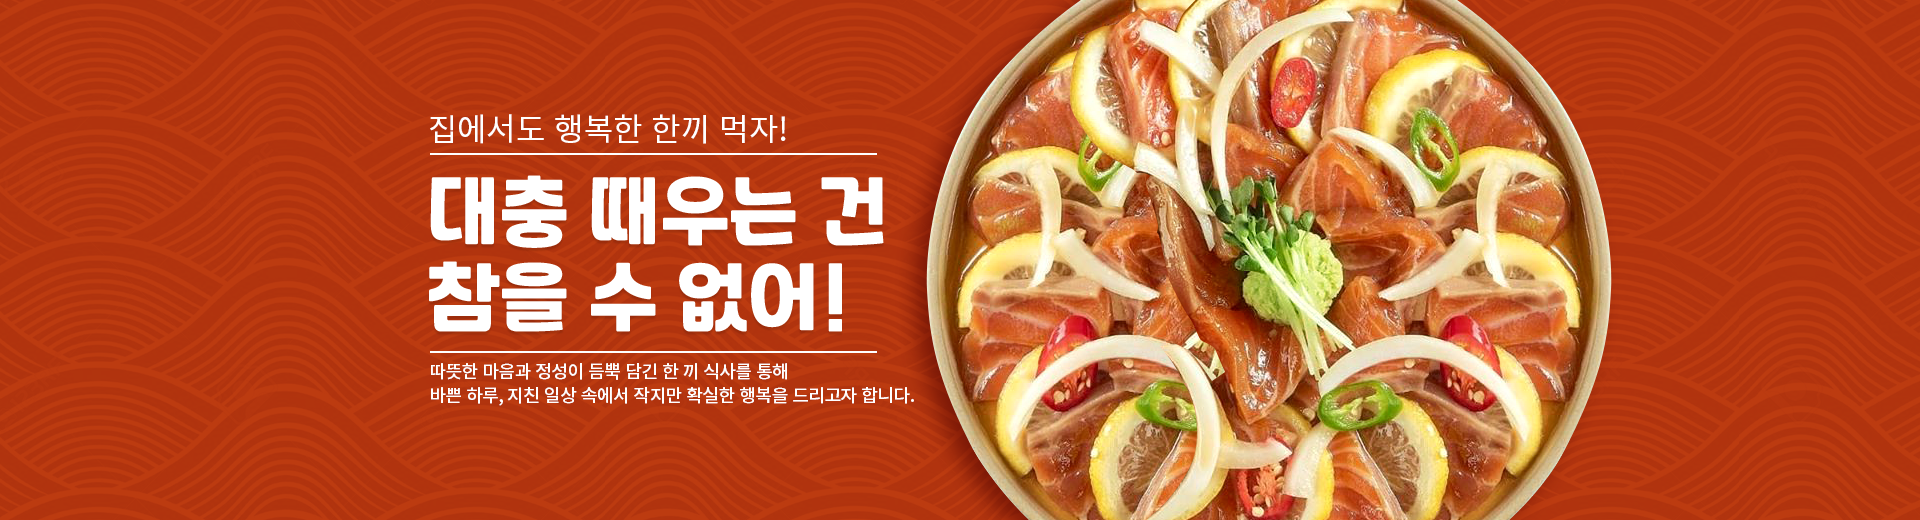 집에서도 행복한 한끼 먹자!
대충 때우는 건
참을 수 없어!
따뜻한 마음과 정성이 듬뿍 담긴 한 끼 식사를 통해
바쁜 하루, 지친 일상 속에서 작지만 확실한 행복을 드리고자 합니다.